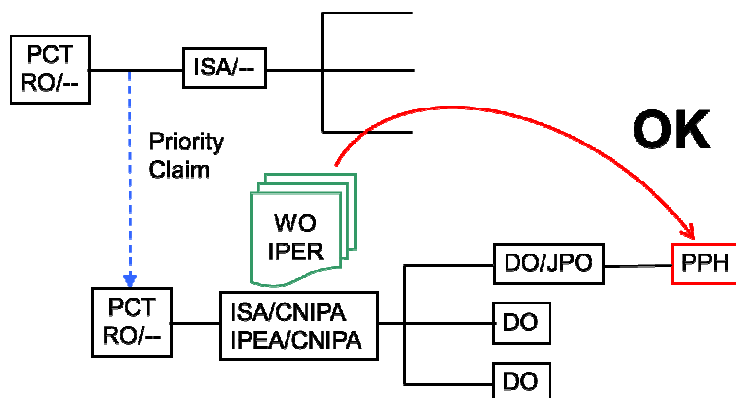 PCT
RO/--
ISA/--
OK
Priority
Claim
WO
IPER
DO/JPO
PPH
PCT
RO/--
ISA/CNIPA
IPEA/CNIPA
DO
DO